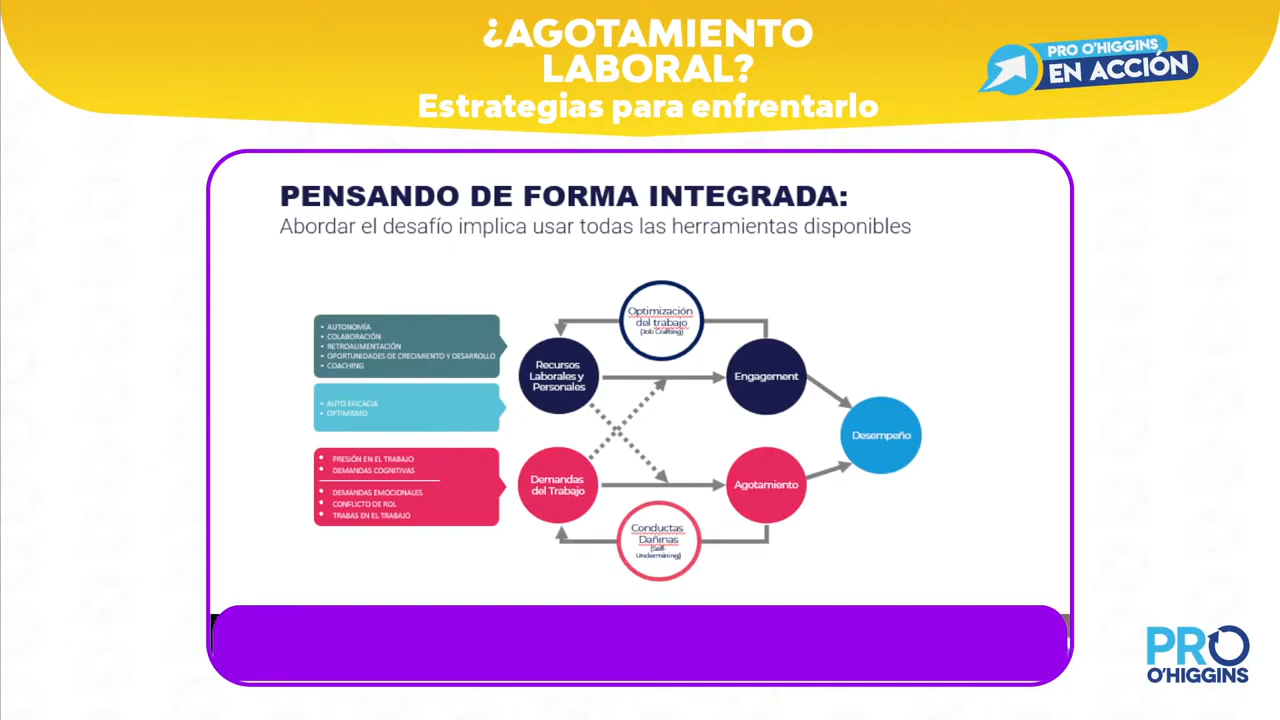 ¿AGOTAMIENTO
LABORAL?
Estrategias para enfrentarlo
PRO O'HIGGINS
EN ACCIÓN
PENSANDO DE FORMA INTEGRADA:
Abordar el desafío implica usar todas las herramientas disponibles
• AUTONOMÍA
• COLABORACIÓN
• RETROALIMENTACIÓN
• OPORTUNIDADES DE CRECIMIENTO Y DESARROLLO
• COACHING
• AUTO EFICACIA
• OPTIMISMO
• PRESIÓN EN EL TRABAJO
• DEMANDAS COGNITIVAS
• DEMANDAS EMOCIONALES
• CONFLICTO DE ROL
• TRABAS EN EL TRABAJO
Optimización
del trabajo
(Job Crafting)
Recursos
Laborales y
Personales
Engagement
Desempeño
Demandas
del Trabajo
Agotamiento
Conductas
Dañinas
(Self-
Undermining)
PRO
O'HIGGINS